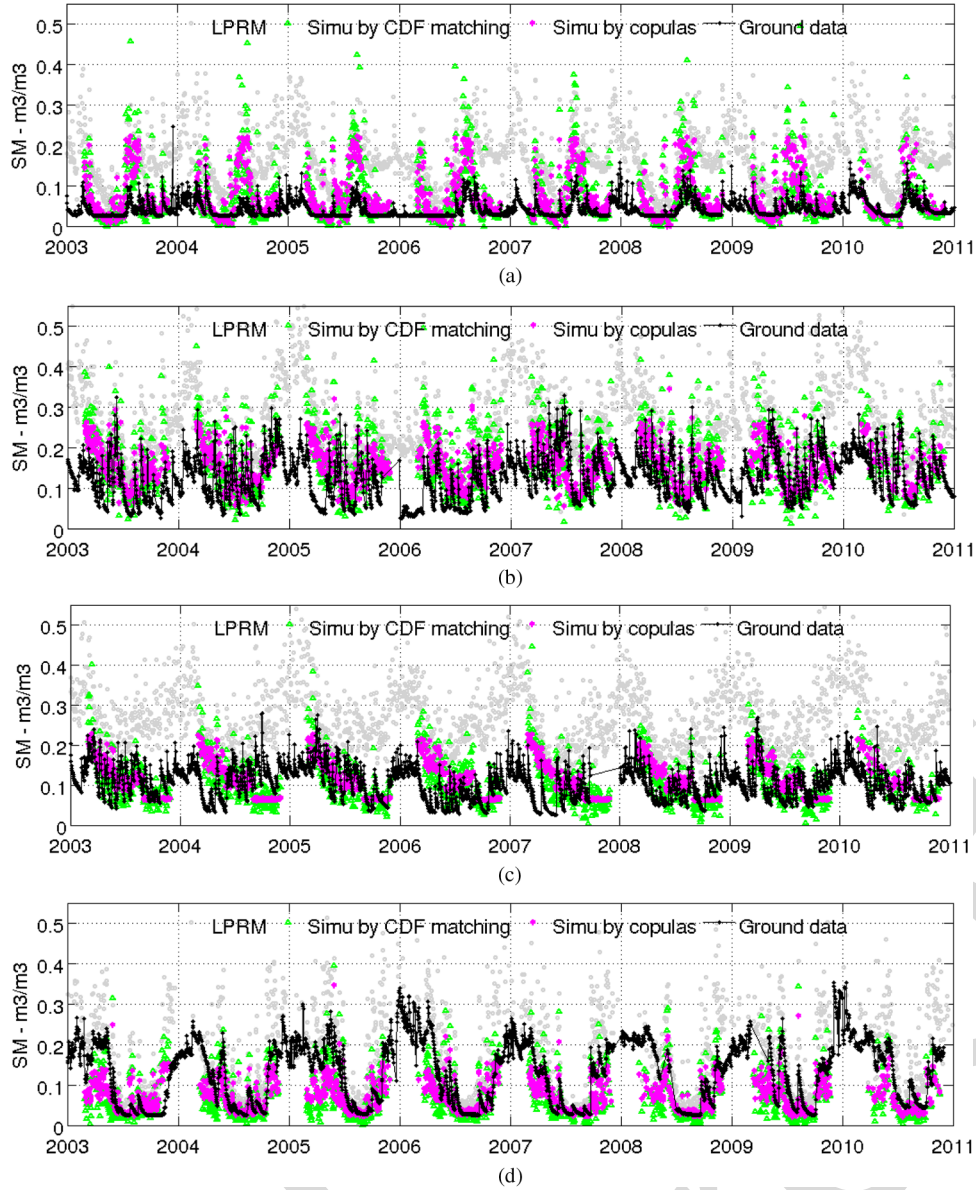 LPRM Simu by CDF matching Simu by copulas Ground data
0.5
0.4
0.3
0.2
0.1
0
SM - m3/m3
2003 2004 2005 2006 2007 2008 2009 2010 2011
(a)
LPRM Simu by CDF matching Simu by copulas Ground data
0.5
0.4
0.3
0.2
0.1
0
SM - m3/m3
2003 2004 2005 2006 2007 2008 2009 2010 2011
(b)
LPRM Simu by CDF matching Simu by copulas Ground data
0.5
0.4
0.3
0.2
0.1
0
SM - m3/m3
2003 2004 2005 2006 2007 2008 2009 2010 2011
(c)
LPRM Simu by CDF matching Simu by copulas Ground data
0.5
0.4
0.3
0.2
0.1
0
SM - m3/m3
2003 2004 2005 2006 2007 2008 2009 2010 2011
(d)